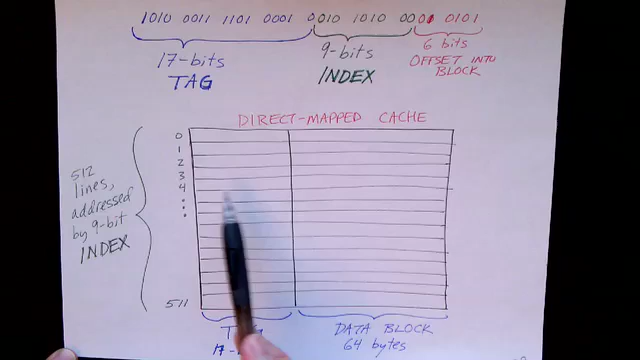 1010 0011 1101 0001 0010 1010 0001 0101
17-bits 9-bits 6 bits
TAG INDEX OFFSET INTO BLOCK
DIRECT-MAPPED CACHE
0
1
2
3
4
511
512 lines, addressed by 9-bit INDEX
DATA BLOCK
17-
64 bytes